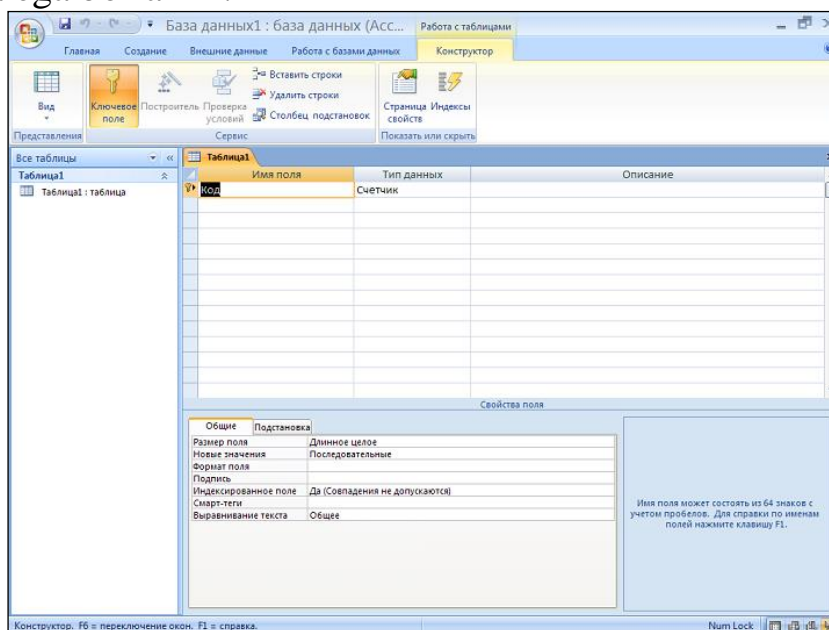 База данных1 : база данных (Acc...
Работа с таблицами
Главная Создание Внешние данные Работа с базами данных Конструктор
Вид
Ключевое поле
Построитель
Проверка условий
Вставить строки
Удалить строки
Столбец подстановок
Страница свойств
Индексы
Представления Сервис Показать или скрыть
Все таблицы
Таблица1
Таблица1 : таблица
Таблица1
Имя поля Тип данных Описание
Код Счетчик
Свойства поля
Общие Подстановка
Размер поля Длинное целое
Новые значения Последовательные
Формат поля
Подпись
Индексированное поле Да (Совпадения не допускаются)
Смарт-теги
Выравнивание текста Общее
Имя поля может состоять из 64 знаков с
учетом пробелов. Для справки по именам
полей нажмите клавишу F1.
Конструктор. F6 = переключение окон. F1 = справка. Num Lock